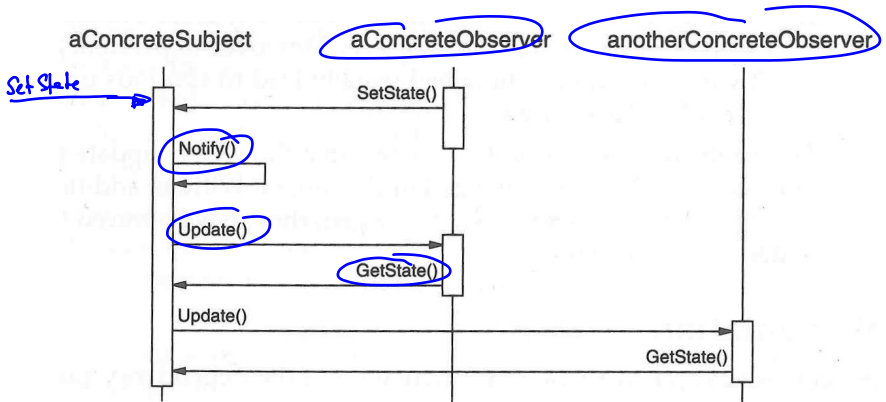 aConcreteSubject aConcreteObserver anotherConcreteObserver
Set State
SetState()
Notify()
Update()
GetState()
Update()
GetState()